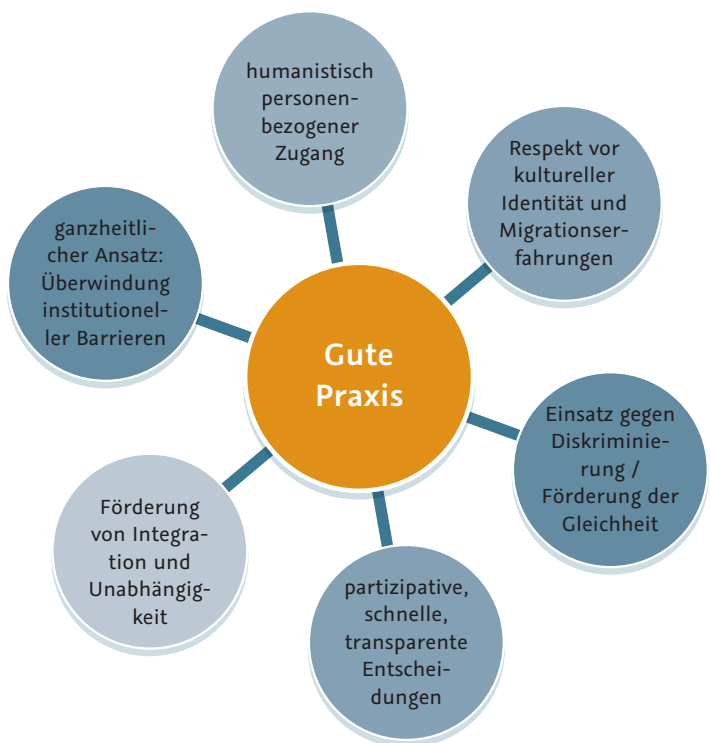 humanistisch
personen-
bezogener
Zugang
Respekt vor
kultureller
Identität und
Migrationser-
fahrungen
ganzheitli-
cher Ansatz:
Überwindung
institutionel-
ler Barrieren
Gute
Praxis
Einsatz gegen
Diskriminie-
rung /
Förderung der
Gleichheit
Förderung
von Integra-
tion und
Unabhängig-
keit
partizipative,
schnelle,
transparente
Entschei-
dungen